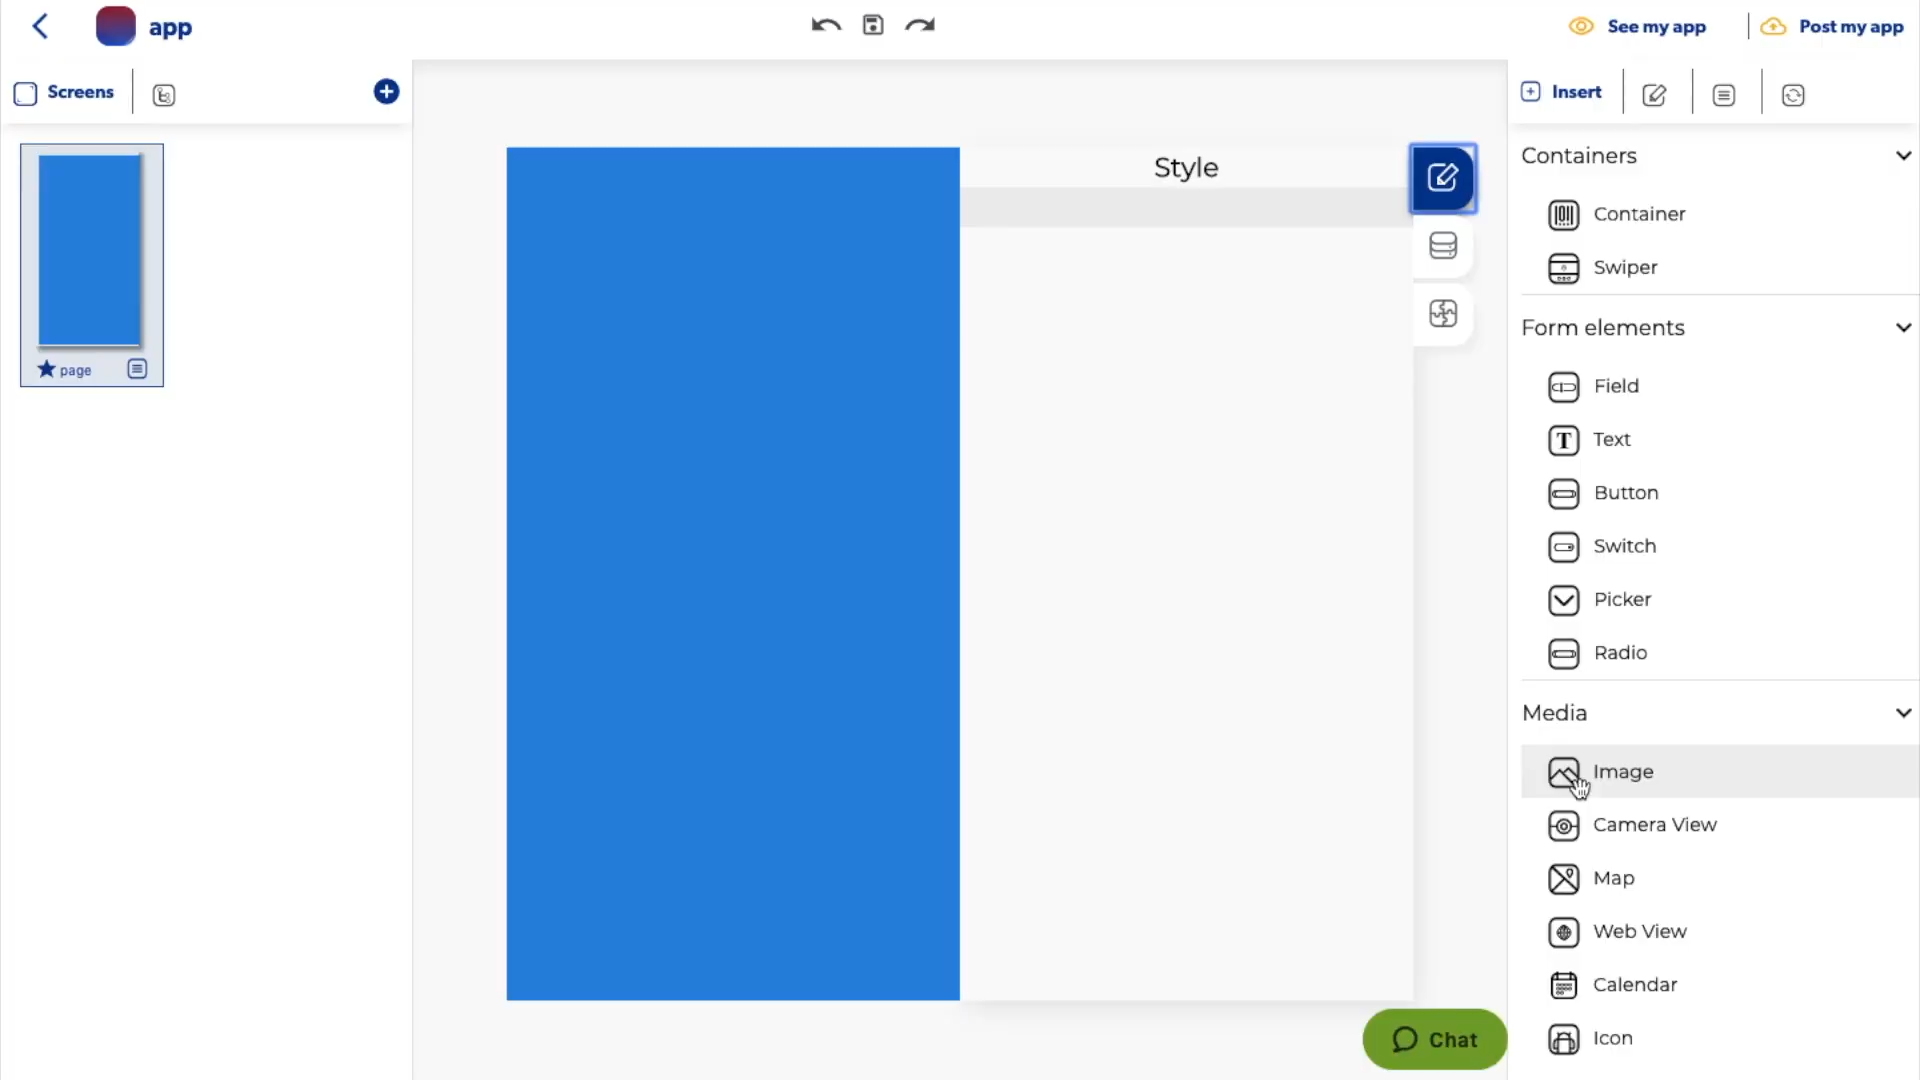 app
See my app
Post my app
Screens
Insert
page
Style
Containers
Container
Swiper
Form elements
Field
Text
Button
Switch
Picker
Radio
Media
Image
Camera View
Map
Web View
Calendar
Icon
Chat